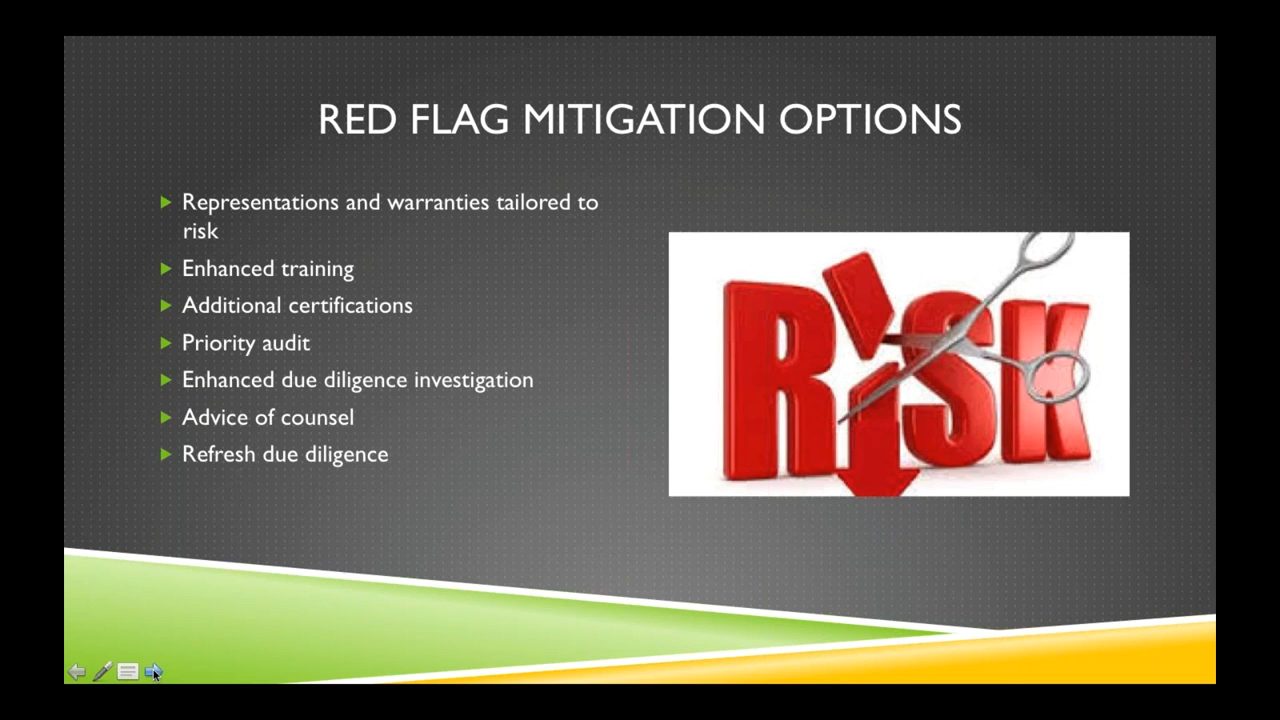 RED FLAG MITIGATION OPTIONS
Representations and warranties tailored to
risk
Enhanced training
Additional certifications
Priority audit
Enhanced due diligence investigation
Advice of counsel
Refresh due diligence
RiSK